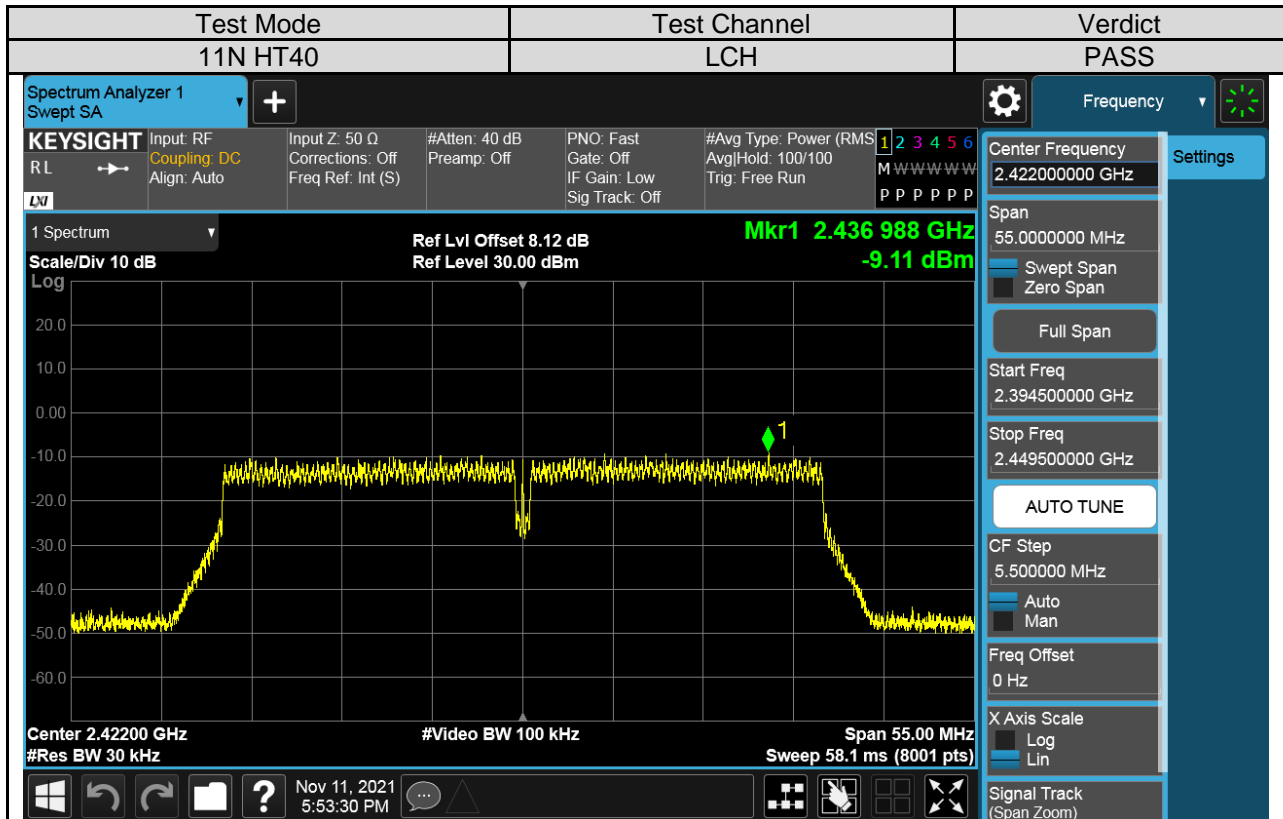 Test Mode Test Channel Verdict
11N HT40 LCH PASS
Spectrum Analyzer 1
Swept SA
Frequency
KEYSIGHT
R L
LXI
Input: RF
Coupling: DC
Align: Auto
Input Z: 50 Ω
Corrections: Off
Freq Ref: Int (S)
#Atten: 40 dB
Preamp: Off
PNO: Fast
Gate: Off
IF Gain: Low
Sig Track: Off
#Avg Type: Power (RMS
Avg|Hold: 100/100
Trig: Free Run
1 2 3 4 5 6
M W W W W W
P P P P P P
1 Spectrum
Scale/Div 10 dB
Log
Ref Lvl Offset 8.12 dB
Ref Level 30.00 dBm
Mkr1 2.436 988 GHz
-9.11 dBm
20.0
10.0
0.00
-10.0
-20.0
-30.0
-40.0
-50.0
-60.0
1
Center 2.42200 GHz
#Res BW 30 kHz
#Video BW 100 kHz
Span 55.00 MHz
Sweep 58.1 ms (8001 pts)
Center Frequency
2.422000000 GHz
Settings
Span
55.0000000 MHz
Swept Span
Zero Span
Full Span
Start Freq
2.394500000 GHz
Stop Freq
2.449500000 GHz
AUTO TUNE
CF Step
5.500000 MHz
Auto
Man
Freq Offset
0 Hz
X Axis Scale
Log
Lin
Signal Track
(Span Zoom)
?
Nov 11, 2021
5:53:30 PM